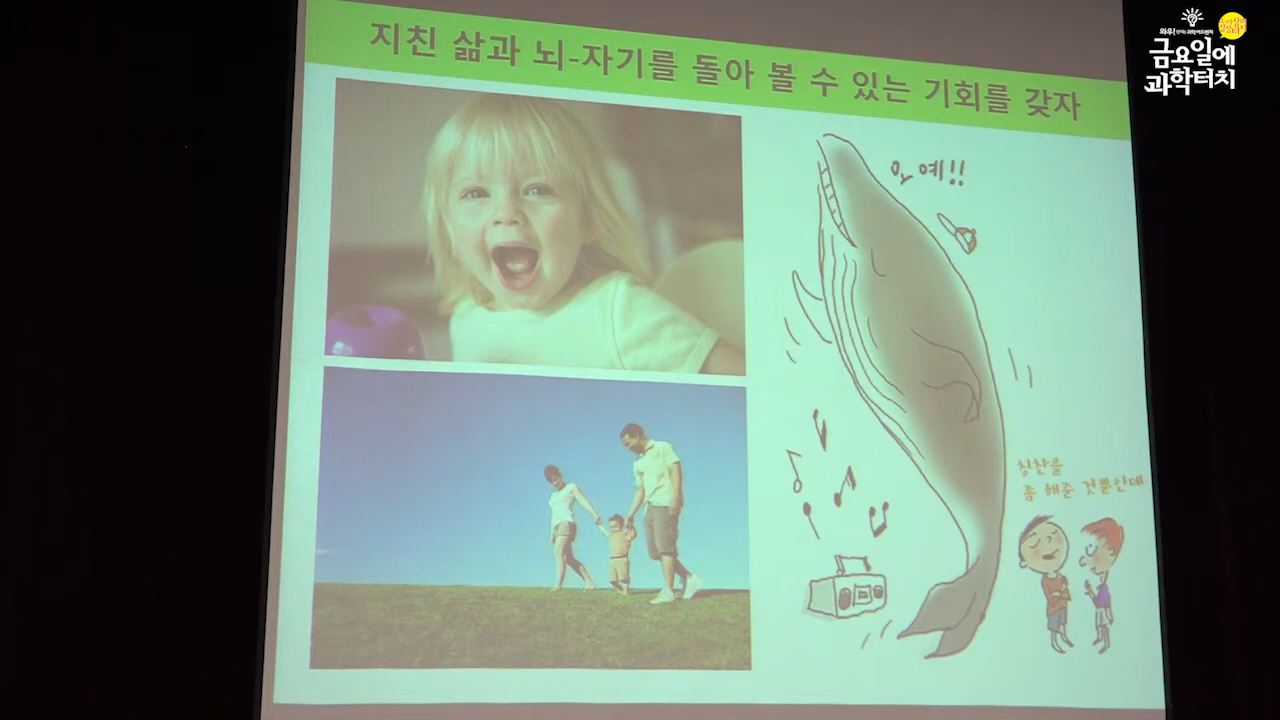 지친 삶과 뇌-자기를 돌아 볼 수 있는 기회를 갖자
예!!
칭찬을
좀 해준 것뿐인데
와우!
금요일에
과학터치